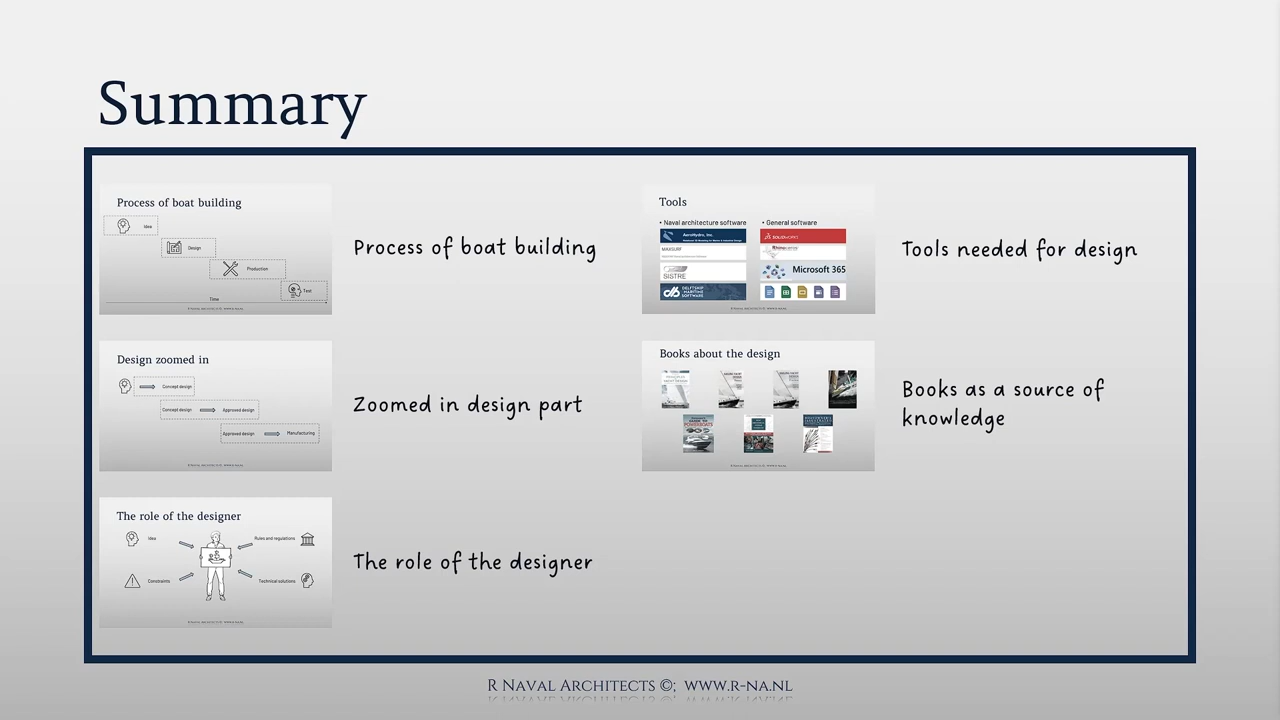 Summary
Process of boat building
Idea
Design
Production
Test
Time
Process of boat building
Design zoomed in
Concept design
Concept design
Approved design
Approved design
Manufacturing
Zoomed in design part
The role of the designer
Idea
Rules and regulations
Constraints
Technical solutions
The role of the designer
Tools
• Naval architecture software
• General software
AeroHydro, Inc.
SOLIDWORKS
MAXSURF
Rhinoceros
SISTRE
Microsoft 365
DELFTSHIP
MARITIME
SOFTWARE
Tools needed for design
Books about the design
POWERBOATS
Books as a source of
knowledge
R Naval Architects ©; www.r-na.nl